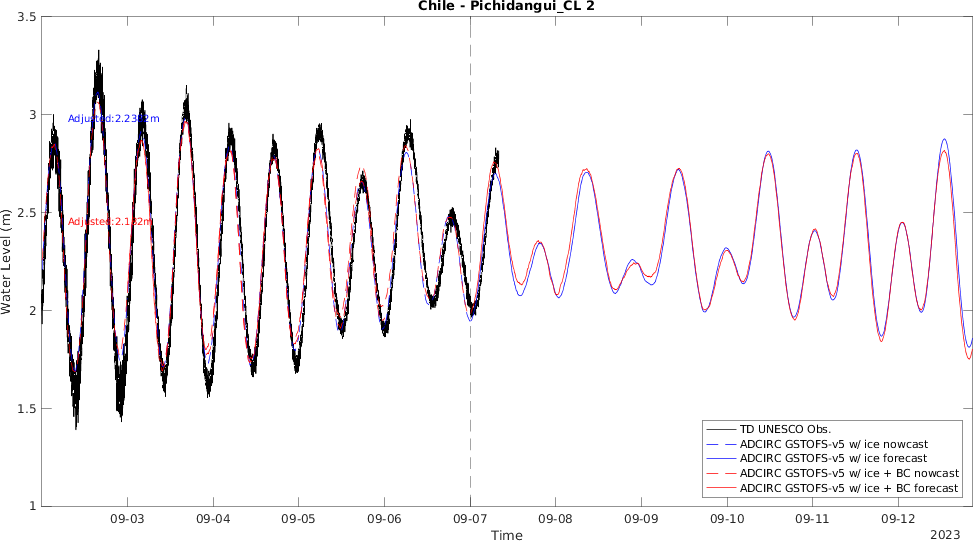 Chile - Pichidangui_CL 2
3.5
3
2.5
2
1.5
1
Water Level (m)
Adjusted:2.2302m
Adjusted:2.132m
TD UNESCO Obs.
ADCIRC GSTOFS-v5 w/ ice nowcast
ADCIRC GSTOFS-v5 w/ ice forecast
ADCIRC GSTOFS-v5 w/ ice + BC nowcast
ADCIRC GSTOFS-v5 w/ ice + BC forecast
09-03
09-04
09-05
09-06
09-07
09-08
09-09
09-10
09-11
09-12
Time
2023